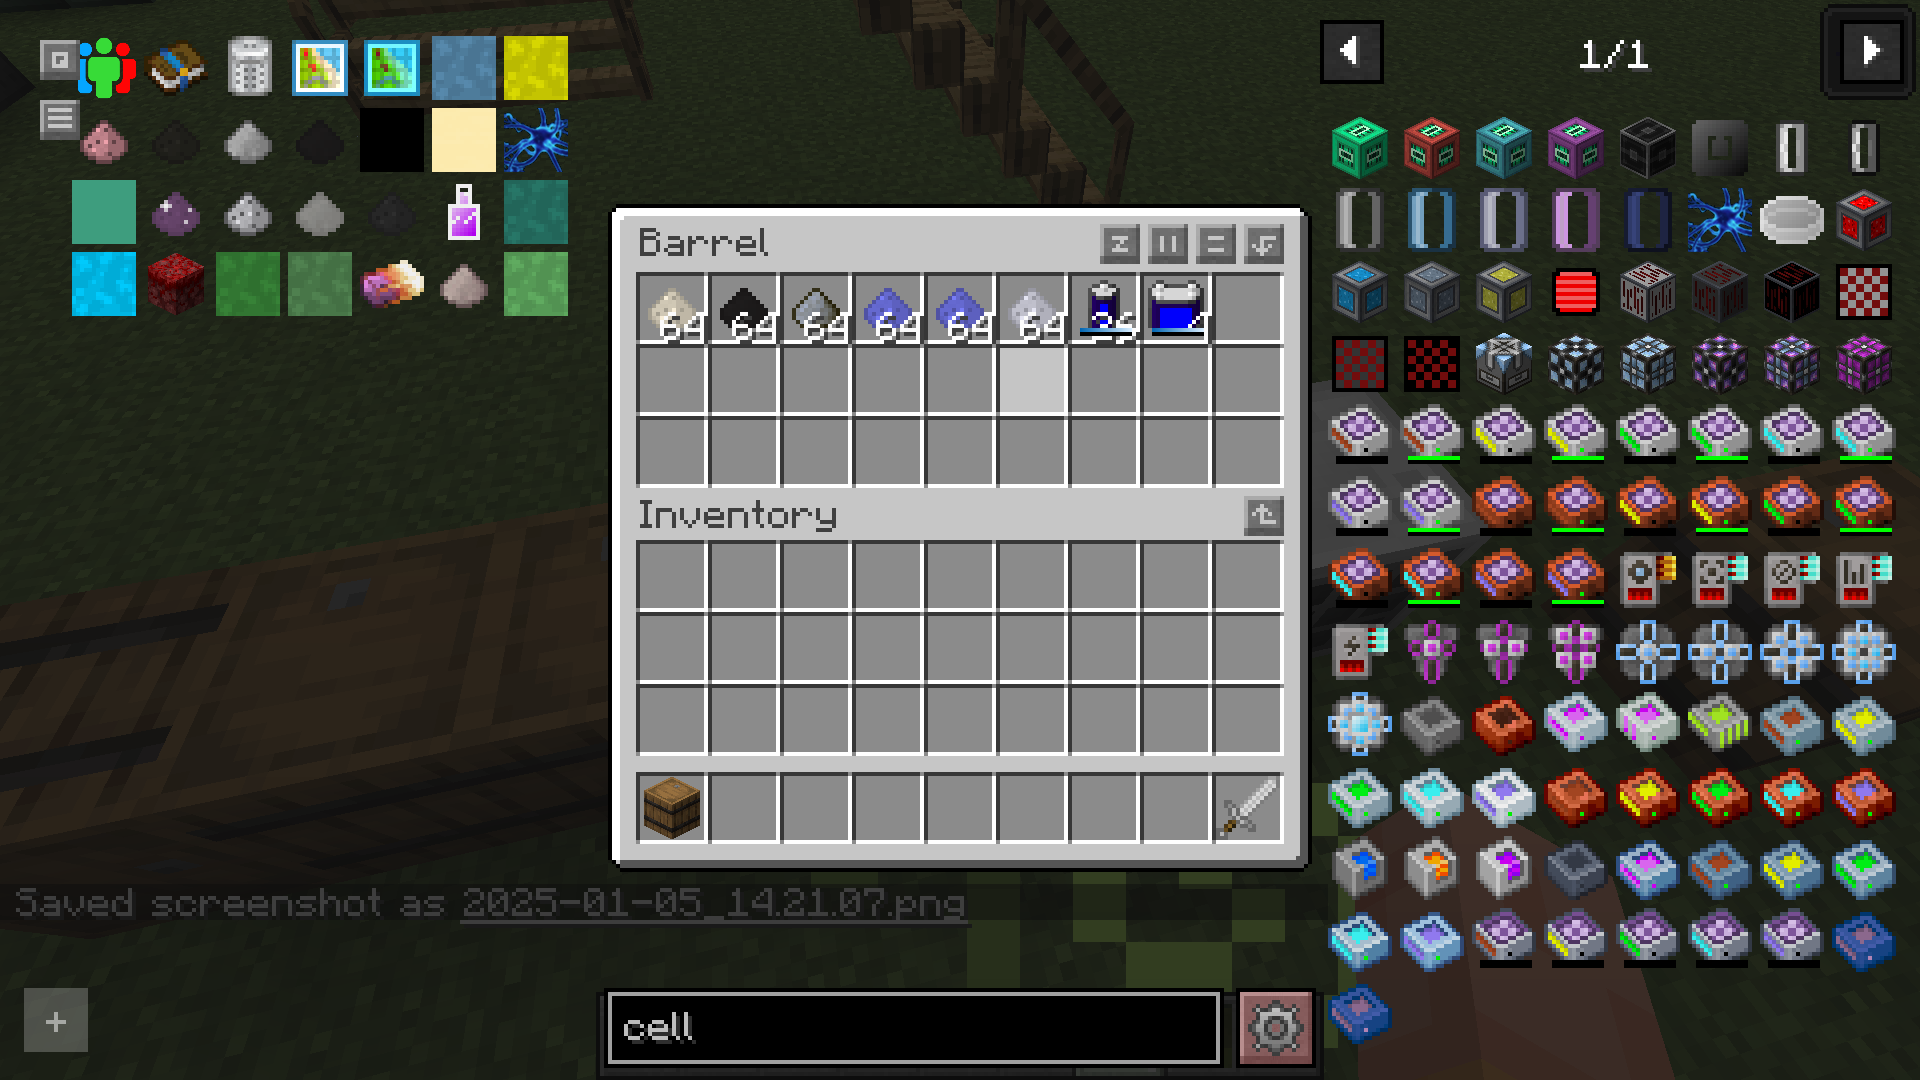 1/1
Barrel
64 64 64 64 64 64
Inventory
Saved screenshot as 2025-01-05_14.21.07.png
cell